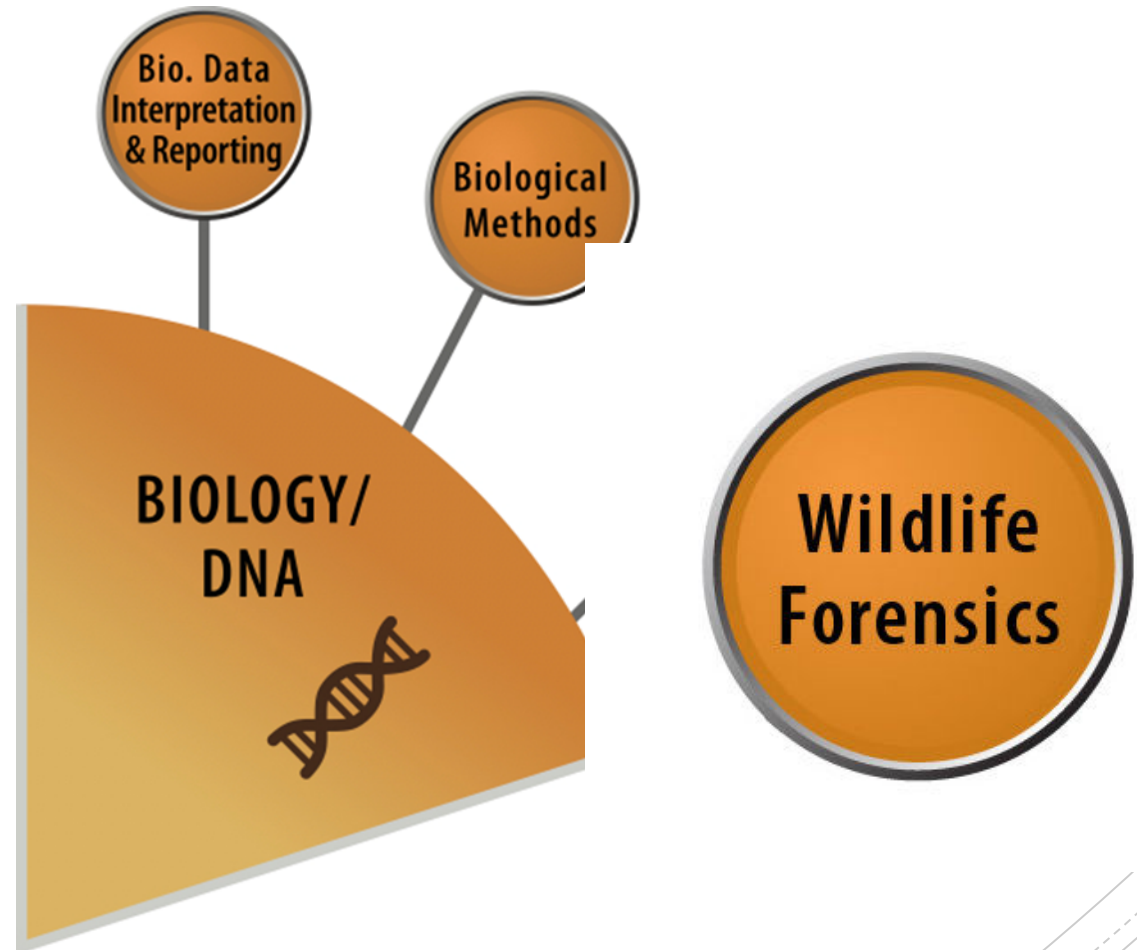 Bio. Data
Interpretation
& Reporting
Biological
Methods
BIOLOGY/
DNA
Wildlife
Forensics